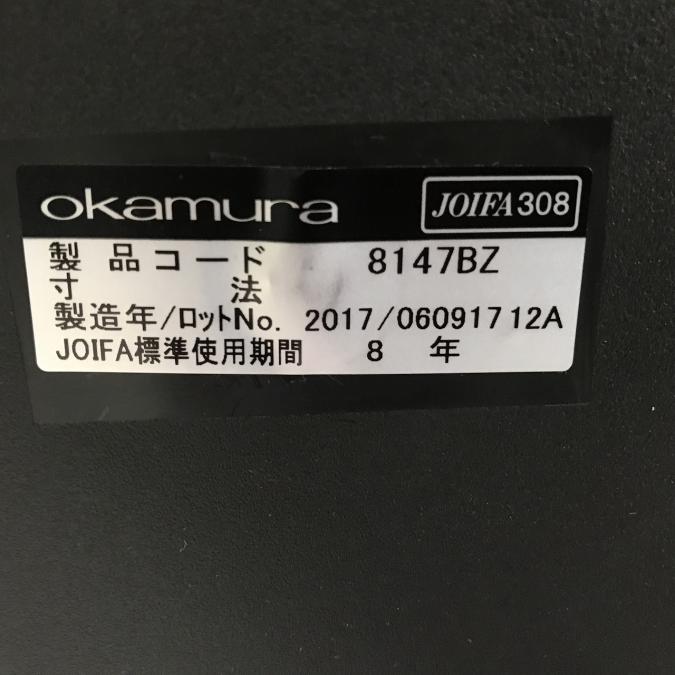 okamura JOIFA308
製品コード 8147BZ
寸法
製造年/ロットNo. 2017/06091712A
JOIFA標準使用期間 8 年